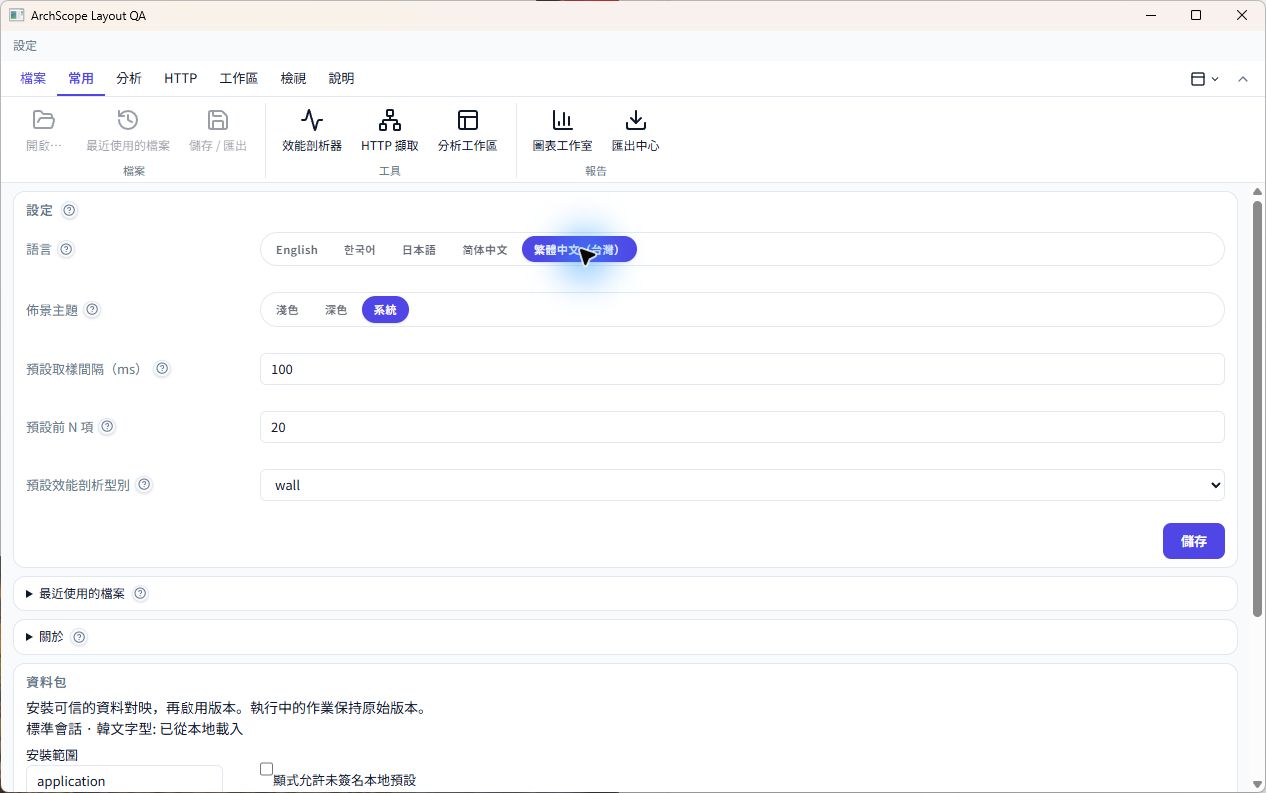 ArchScope Layout QA
設定
檔案 常用 分析 HTTP 工作區 檢視 說明
開啟… 最近使用的檔案 儲存 / 匯出 效能剖析器 HTTP 擷取 分析工作區 圖表工作室 匯出中心
檔案 工具 報告
設定
語言 English 한국어 日本語 简体中文 繁體中文（台灣）
佈景主題 淺色 深色 系統
預設取樣間隔（ms） 100
預設前 N 項 20
預設效能剖析型別 wall
儲存
最近使用的檔案
關於
資料包
安裝可信的資料對映，再啟用版本。執行中的作業保持原始版本。
標準會話 · 韓文字型: 已從本地載入
安裝範圍
application 顯式允許未簽名本地預設